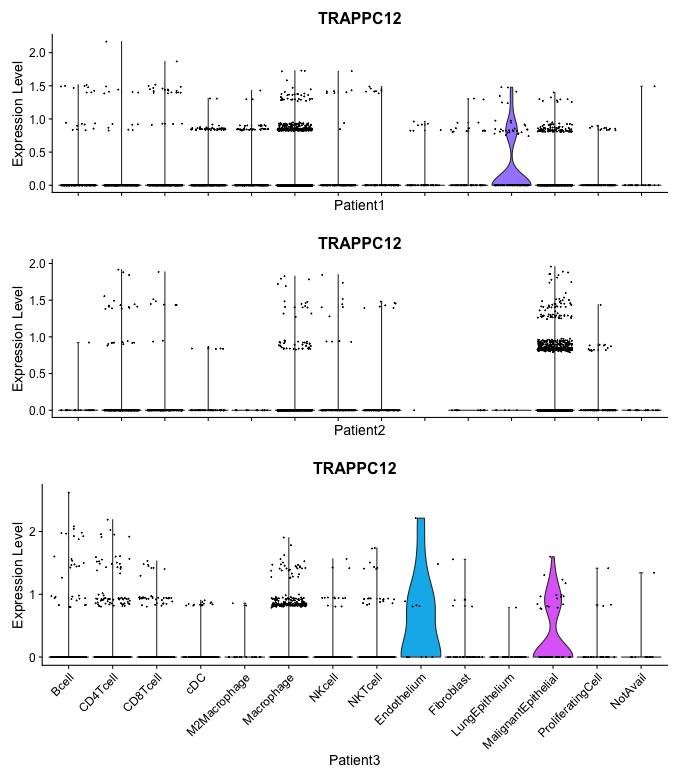 TRAPPC12
Expression Level
2.0
1.5
1.0
0.5
0.0
Patient1
TRAPPC12
Expression Level
2.0
1.5
1.0
0.5
0.0
Patient2
TRAPPC12
Expression Level
2
1
0
Bcell
CD4Tcell
CD8Tcell
cDC
M2Macrophage
Macrophage
NKcell
NKTcell
Endothelium
Fibroblast
LungEpithelium
MalignantEpithelial
ProliferatingCell
NotAvail
Patient3